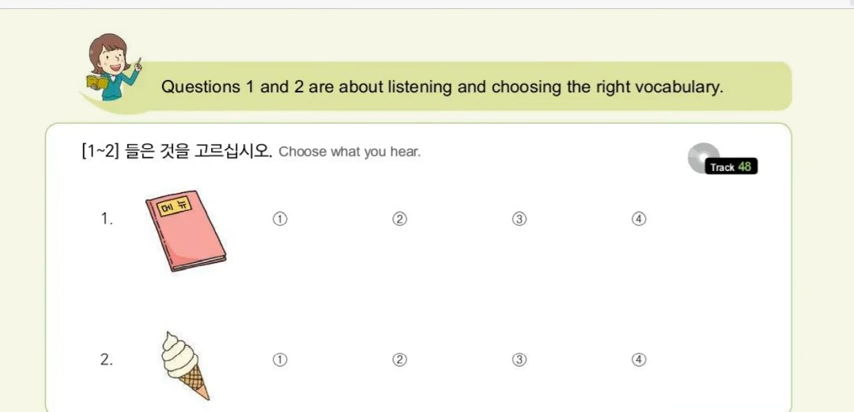 Questions 1 and 2 are about listening and choosing the right vocabulary.
[1~2] 들은 것을 고르십시오. Choose what you hear.
Track 48
1. 메뉴 ① ② ③ ④
2. ① ② ③ ④